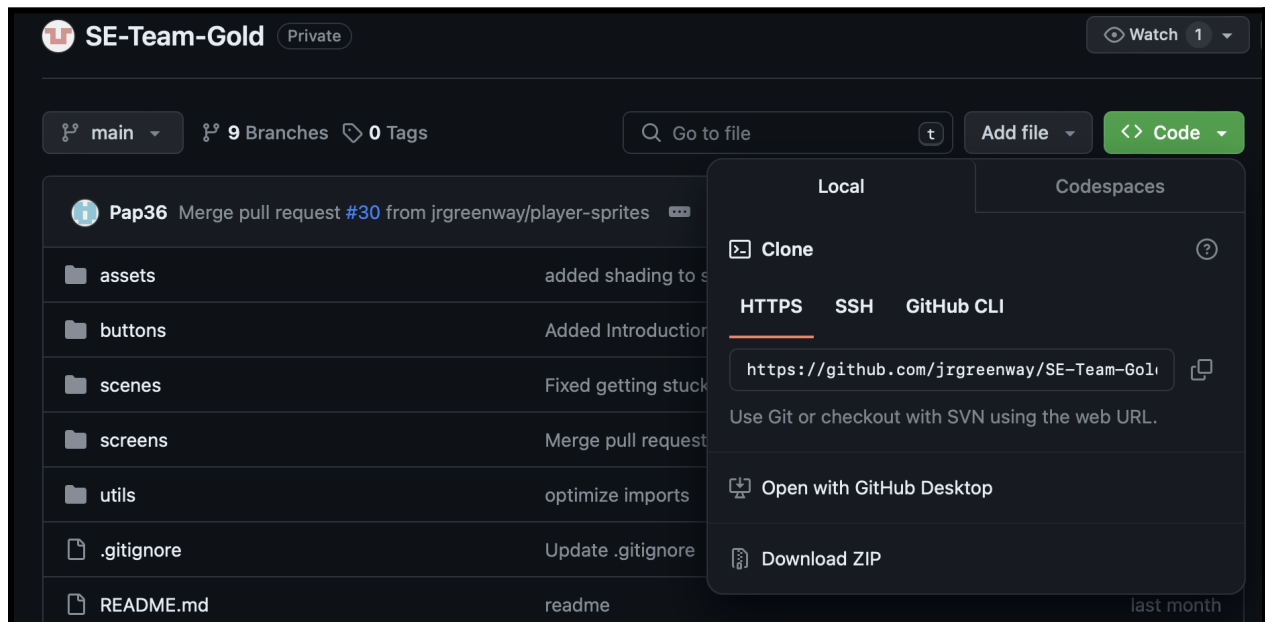 SE-Team-Gold Private Watch 1
main 9 Branches 0 Tags Go to file t Add file Code
Local Codespaces
Pap36 Merge pull request #30 from jrgreenway/player-sprites
Clone
assets added shading to s
HTTPS SSH GitHub CLI
buttons Added Introduction
https://github.com/jrgreenway/SE-Team-Gol
scenes Fixed getting stuck
Use Git or checkout with SVN using the web URL.
screens Merge pull request
Open with GitHub Desktop
utils optimize imports
.gitignore Update .gitignore
Download ZIP
README.md readme last month